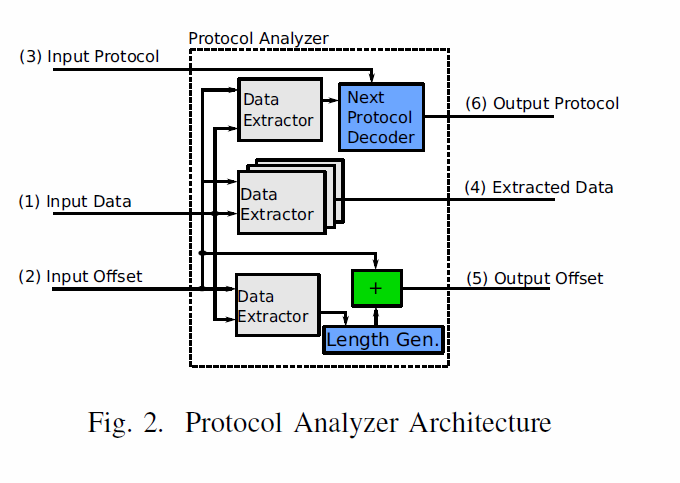 Protocol Analyzer
(3) Input Protocol
Data
Extractor
Next
Protocol
Decoder
(6) Output Protocol
(1) Input Data
Data
Extractor
(4) Extracted Data
(2) Input Offset
Data
Extractor
+
(5) Output Offset
Length Gen.
Fig. 2. Protocol Analyzer Architecture